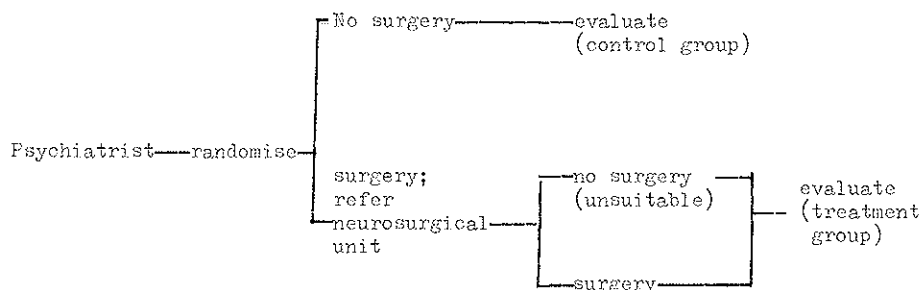 No surgery
evaluate
(control group)
Psychiatrist
randomise
surgery;
refer
neurosurgical
unit
no surgery
(unsuitable)
surgery
evaluate
(treatment
group)